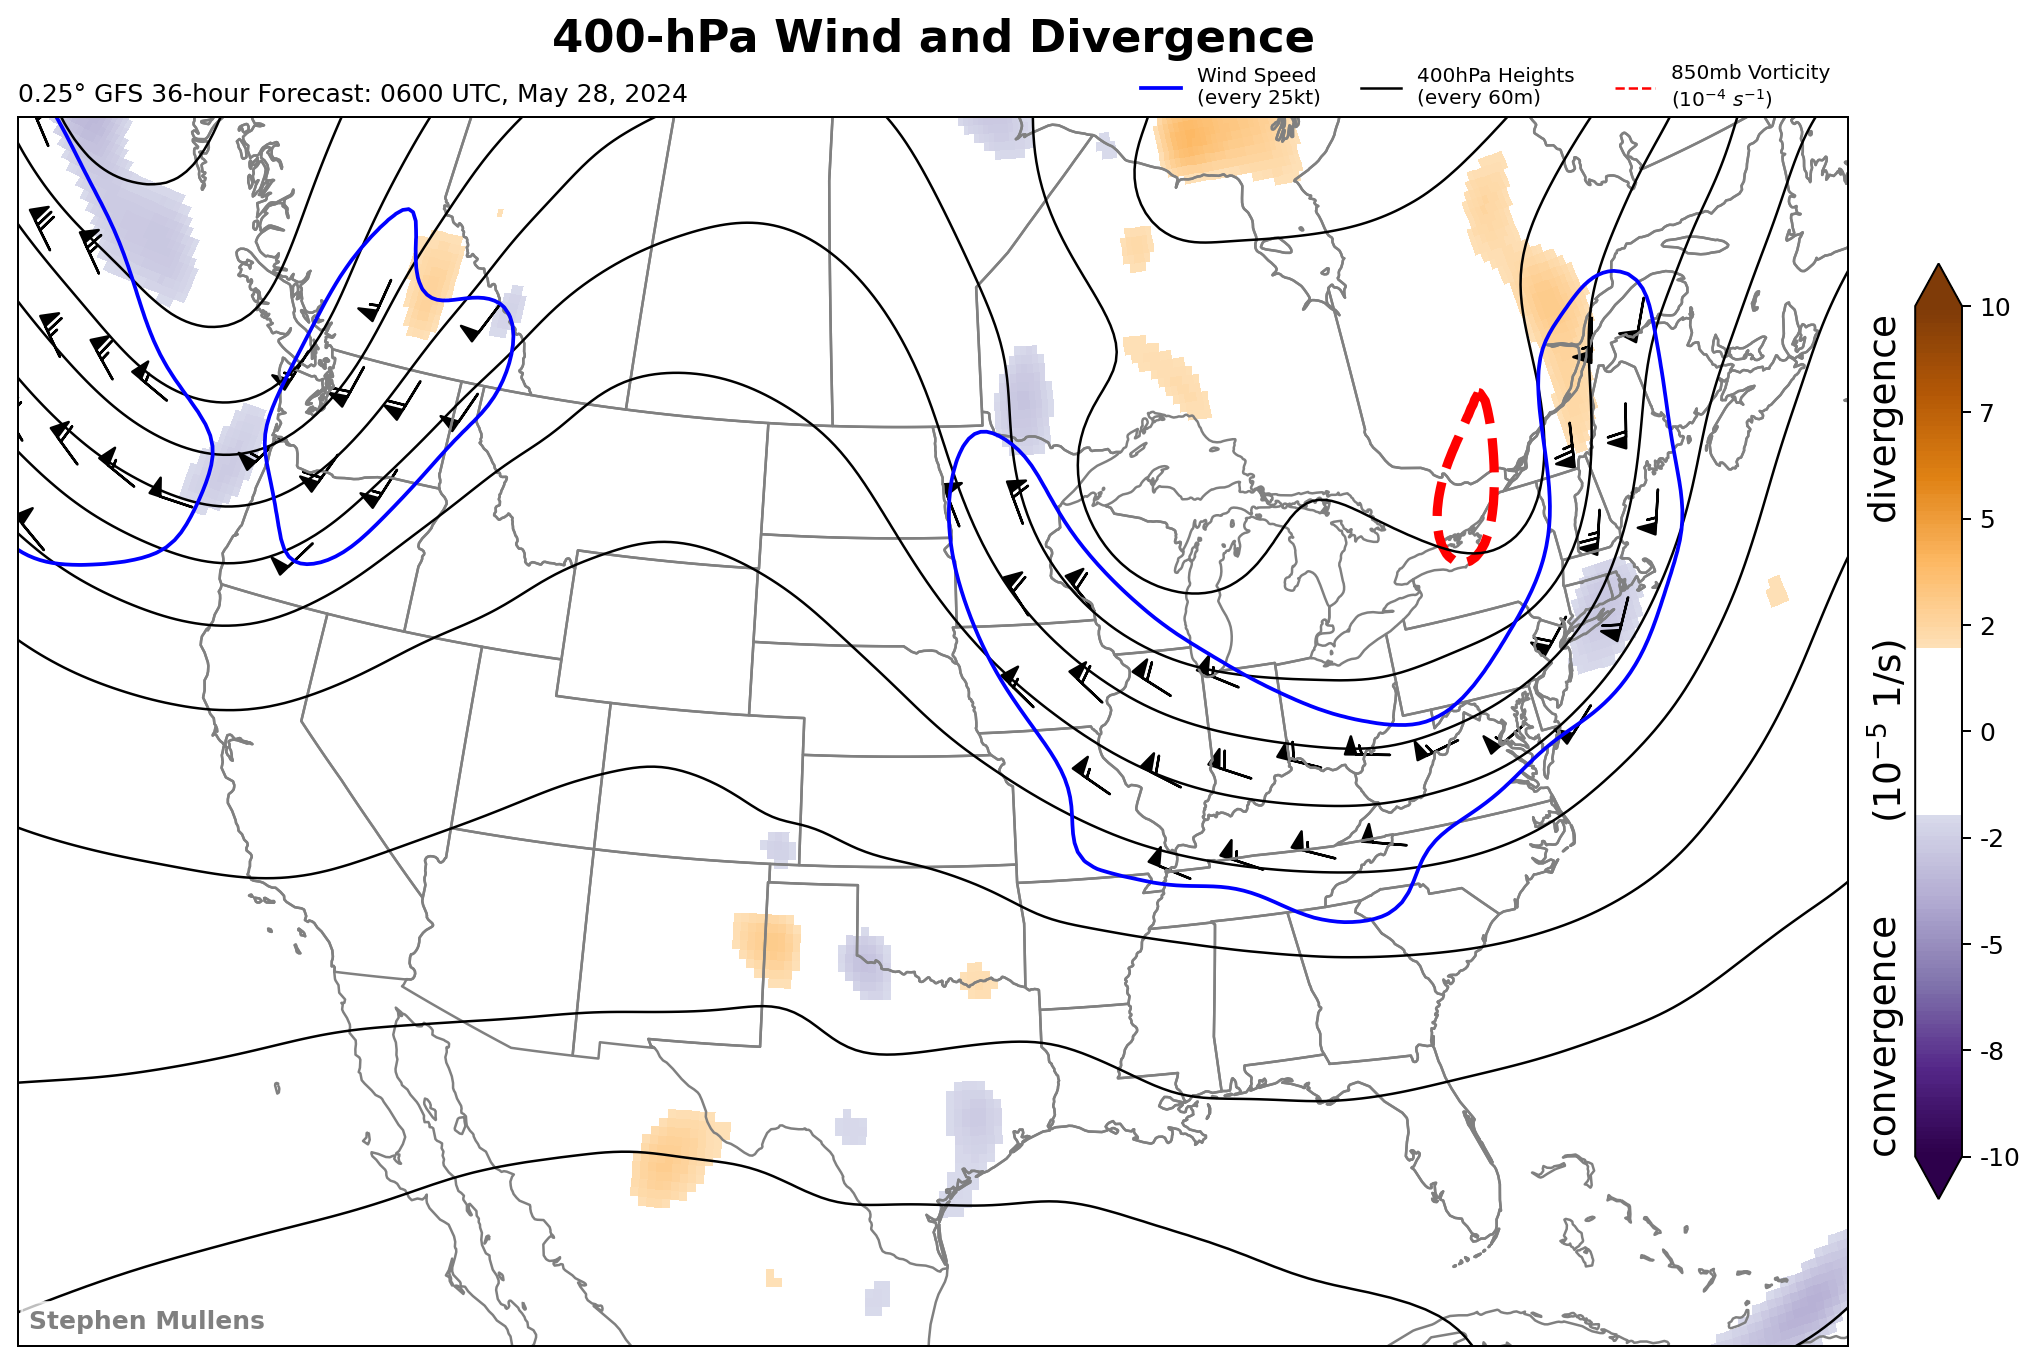 400-hPa Wind and Divergence
0.25° GFS 36-hour Forecast: 0600 UTC, May 28, 2024
Wind Speed
(every 25kt)
400hPa Heights
(every 60m)
850mb Vorticity
(10⁻⁴ s⁻¹)
10
7
5
2
0
-2
-5
-8
-10
convergence (10⁻⁵ 1/s) divergence
Stephen Mullens